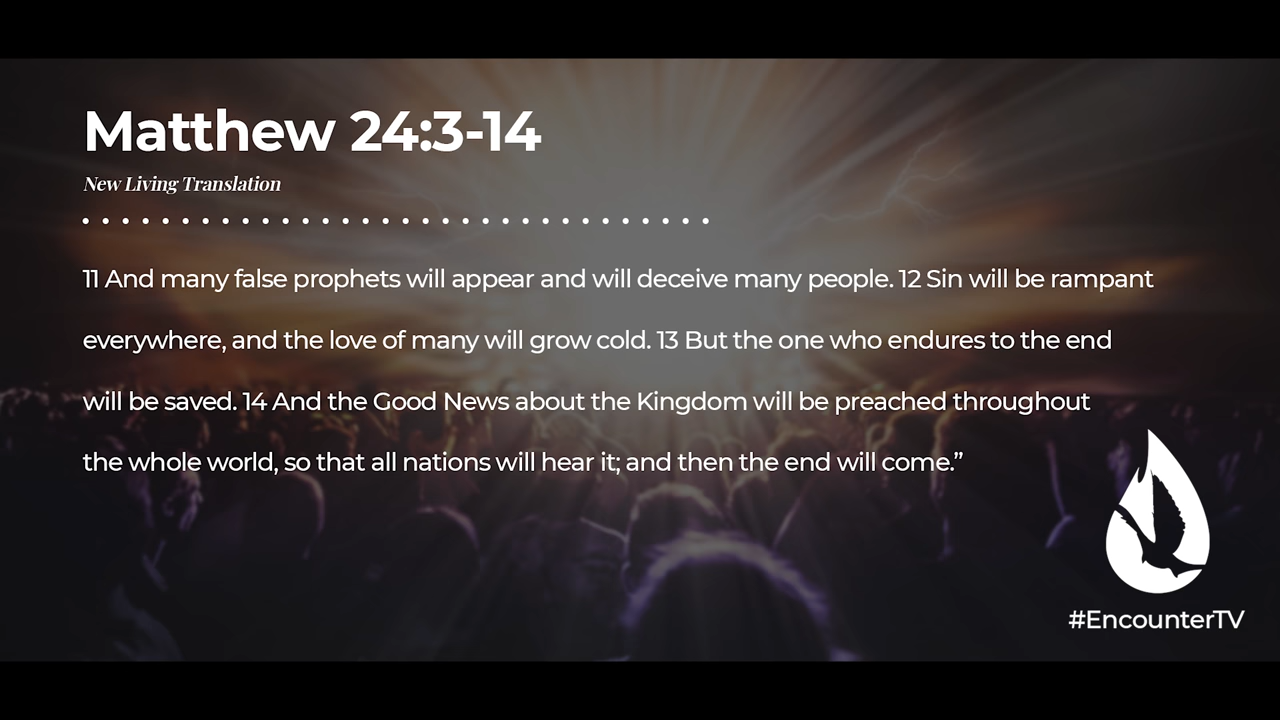 Matthew 24:3-14
New Living Translation
11 And many false prophets will appear and will deceive many people. 12 Sin will be rampant
everywhere, and the love of many will grow cold. 13 But the one who endures to the end
will be saved. 14 And the Good News about the Kingdom will be preached throughout
the whole world, so that all nations will hear it; and then the end will come.”
#EncounterTV